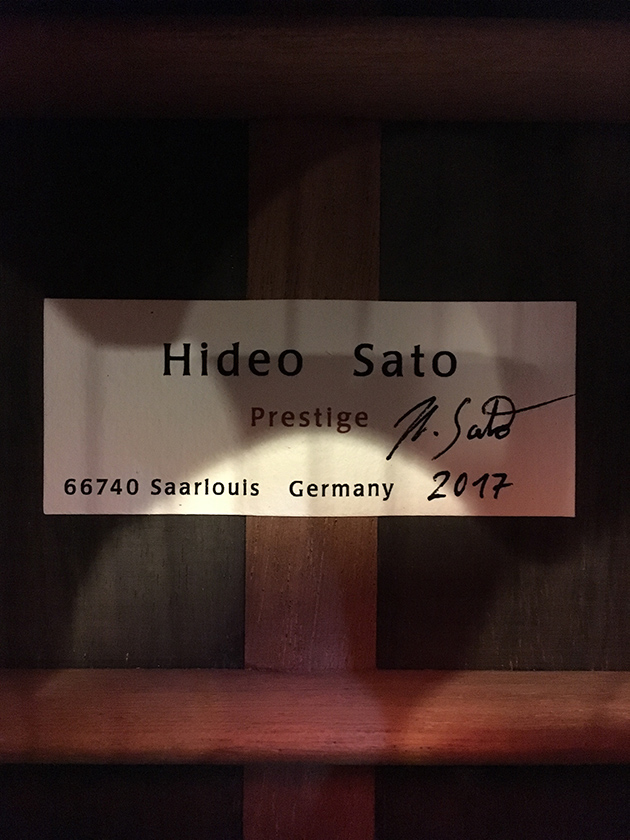 Hideo Sato
Prestige
H. Sato
66740 Saarlouis Germany 2017